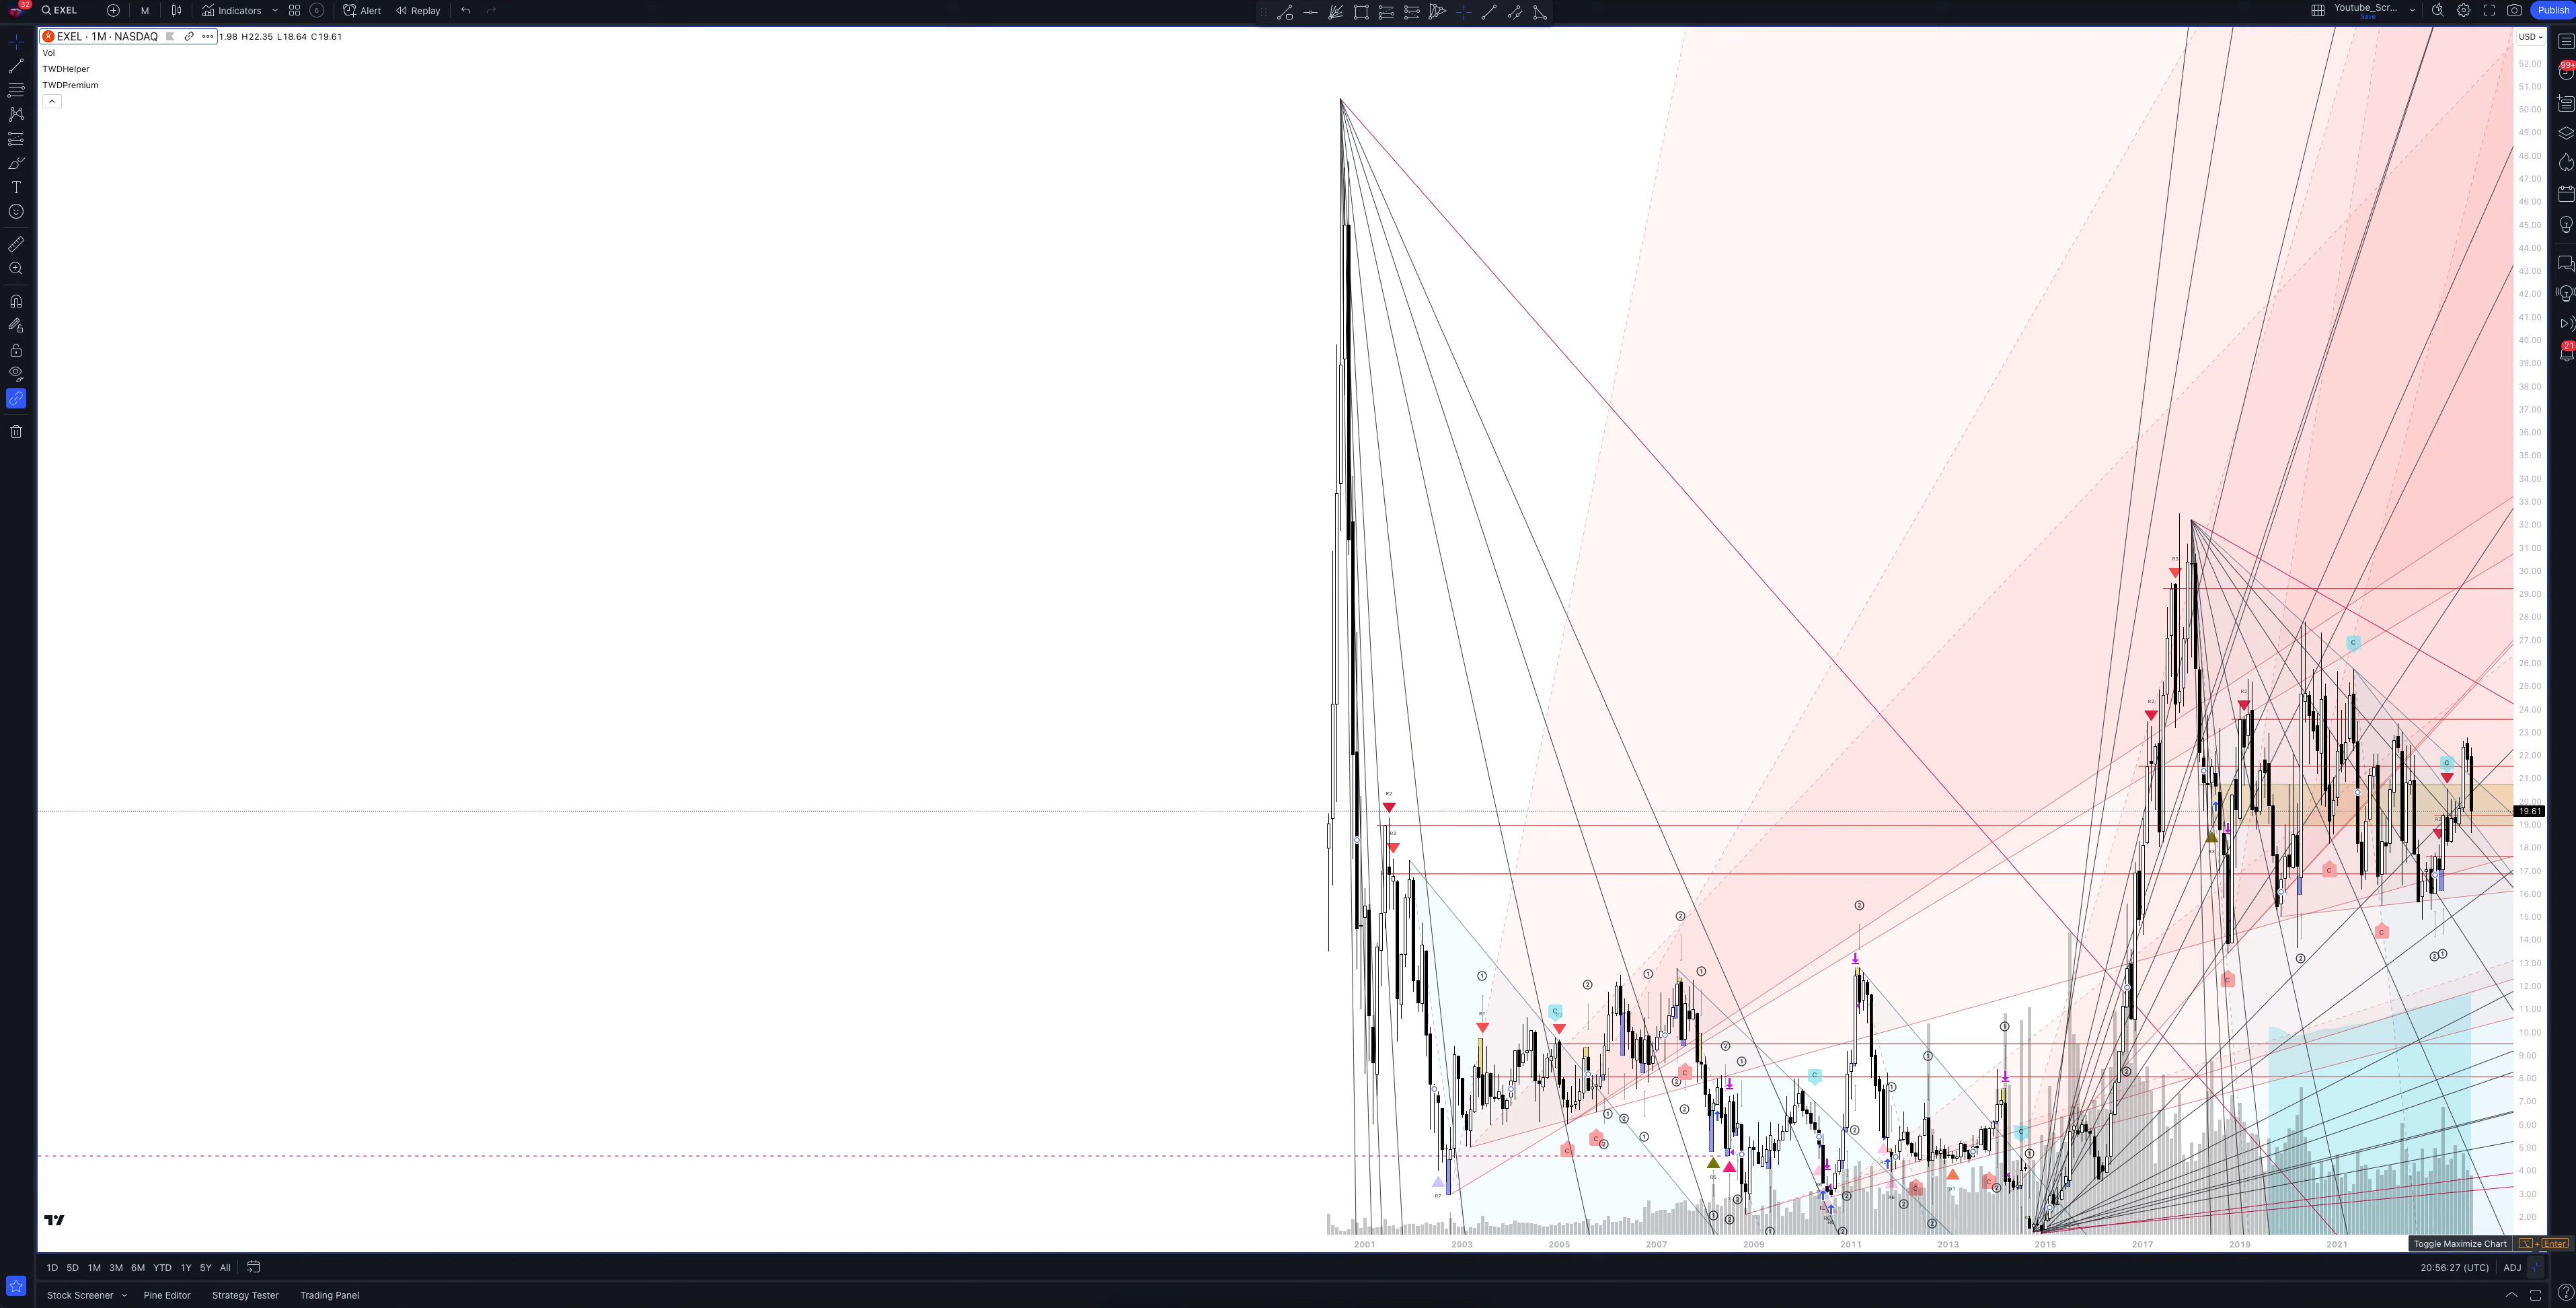 32
EXEL
M
Indicators
6
Alert
Replay
Youtube_Scr...
Save
Publish
EXEL · 1M · NASDAQ
1.98 H22.35 L18.64 C19.61
Vol
TWDHelper
TWDPremium
USD
99+
21
52.00
51.00
50.00
49.00
48.00
47.00
46.00
45.00
44.00
43.00
42.00
41.00
40.00
39.00
38.00
37.00
36.00
35.00
34.00
33.00
32.00
31.00
30.00
29.00
28.00
27.00
26.00
25.00
24.00
23.00
22.00
21.00
20.00
19.61
19.00
18.00
17.00
16.00
15.00
14.00
13.00
12.00
11.00
10.00
9.00
8.00
7.00
6.00
5.00
4.00
3.00
2.00
2001
2003
2005
2007
2009
2011
2013
2015
2017
2019
2021
Toggle Maximize Chart
+ Enter
1D 5D 1M 3M 6M YTD 1Y 5Y All
20:56:27 (UTC)
ADJ
Stock Screener
Pine Editor
Strategy Tester
Trading Panel